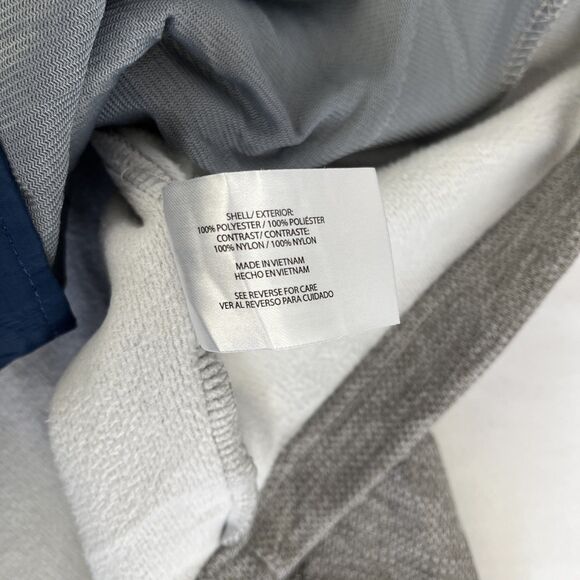 SHELL/ EXTERIOR:
100% POLYESTER / 100% POLIÉSTER
CONTRAST/ CONTRASTE:
100% NYLON / 100% NYLON
MADE IN VIETNAM
HECHO EN VIETNAM
SEE REVERSE FOR CARE
VER AL REVERSO PARA CUIDADO